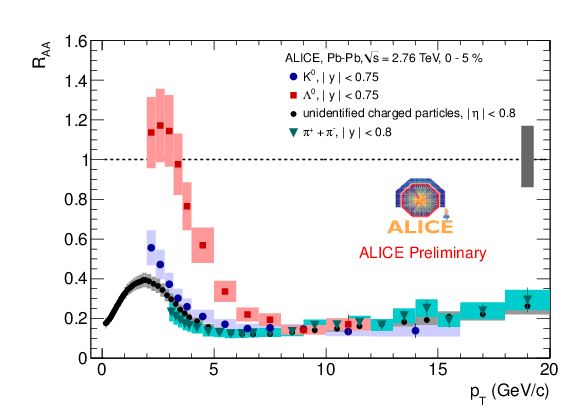 R_AA
1.6
1.4
1.2
1
0.8
0.6
0.4
0.2
0
ALICE, Pb-Pb, √s = 2.76 TeV, 0 - 5 %
K⁰, | y | < 0.75
Λ⁰, | y | < 0.75
unidentified charged particles, | η | < 0.8
π⁺ + π⁻, | y | < 0.8
ALICE
ALICE Preliminary
0 5 10 15 20
p_T (GeV/c)